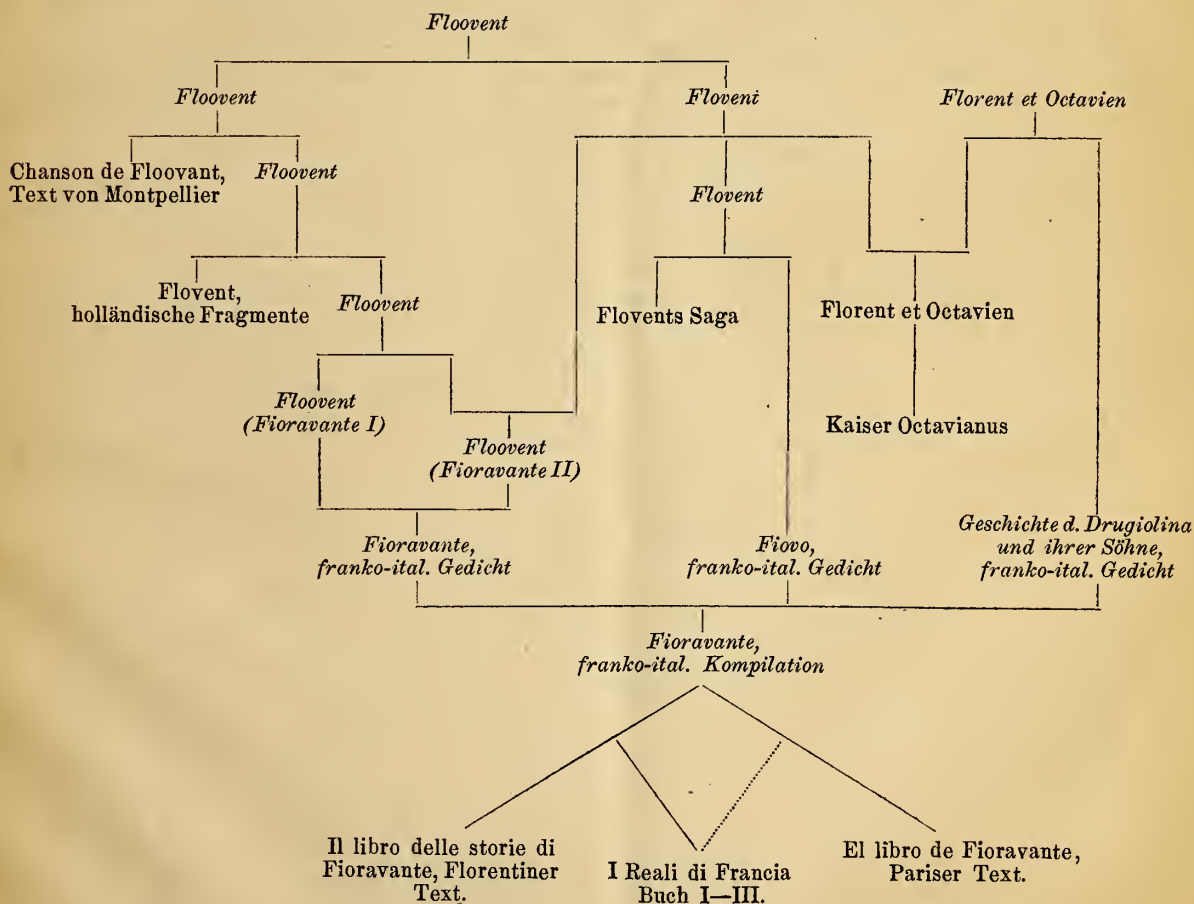 Floovent
Floovent
Flovent
Florent et Octavien
Chanson de Floovant,
Text von Montpellier
Floovent
Flovent
Flovent,
holländische Fragmente
Floovent
Flovents Saga
Florent et Octavien
Floovent
(Fioravante I)
Floovent
(Fioravante II)
Kaiser Octavianus
Fioravante,
franko-ital. Gedicht
Fiovo,
franko-ital. Gedicht
Geschichte d. Drugiolina
und ihrer Söhne,
franko-ital. Gedicht
Fioravante,
franko-ital. Kompilation
Il libro delle storie di
Fioravante, Florentiner
Text.
I Reali di Francia
Buch I—III.
El libro de Fioravante,
Pariser Text.